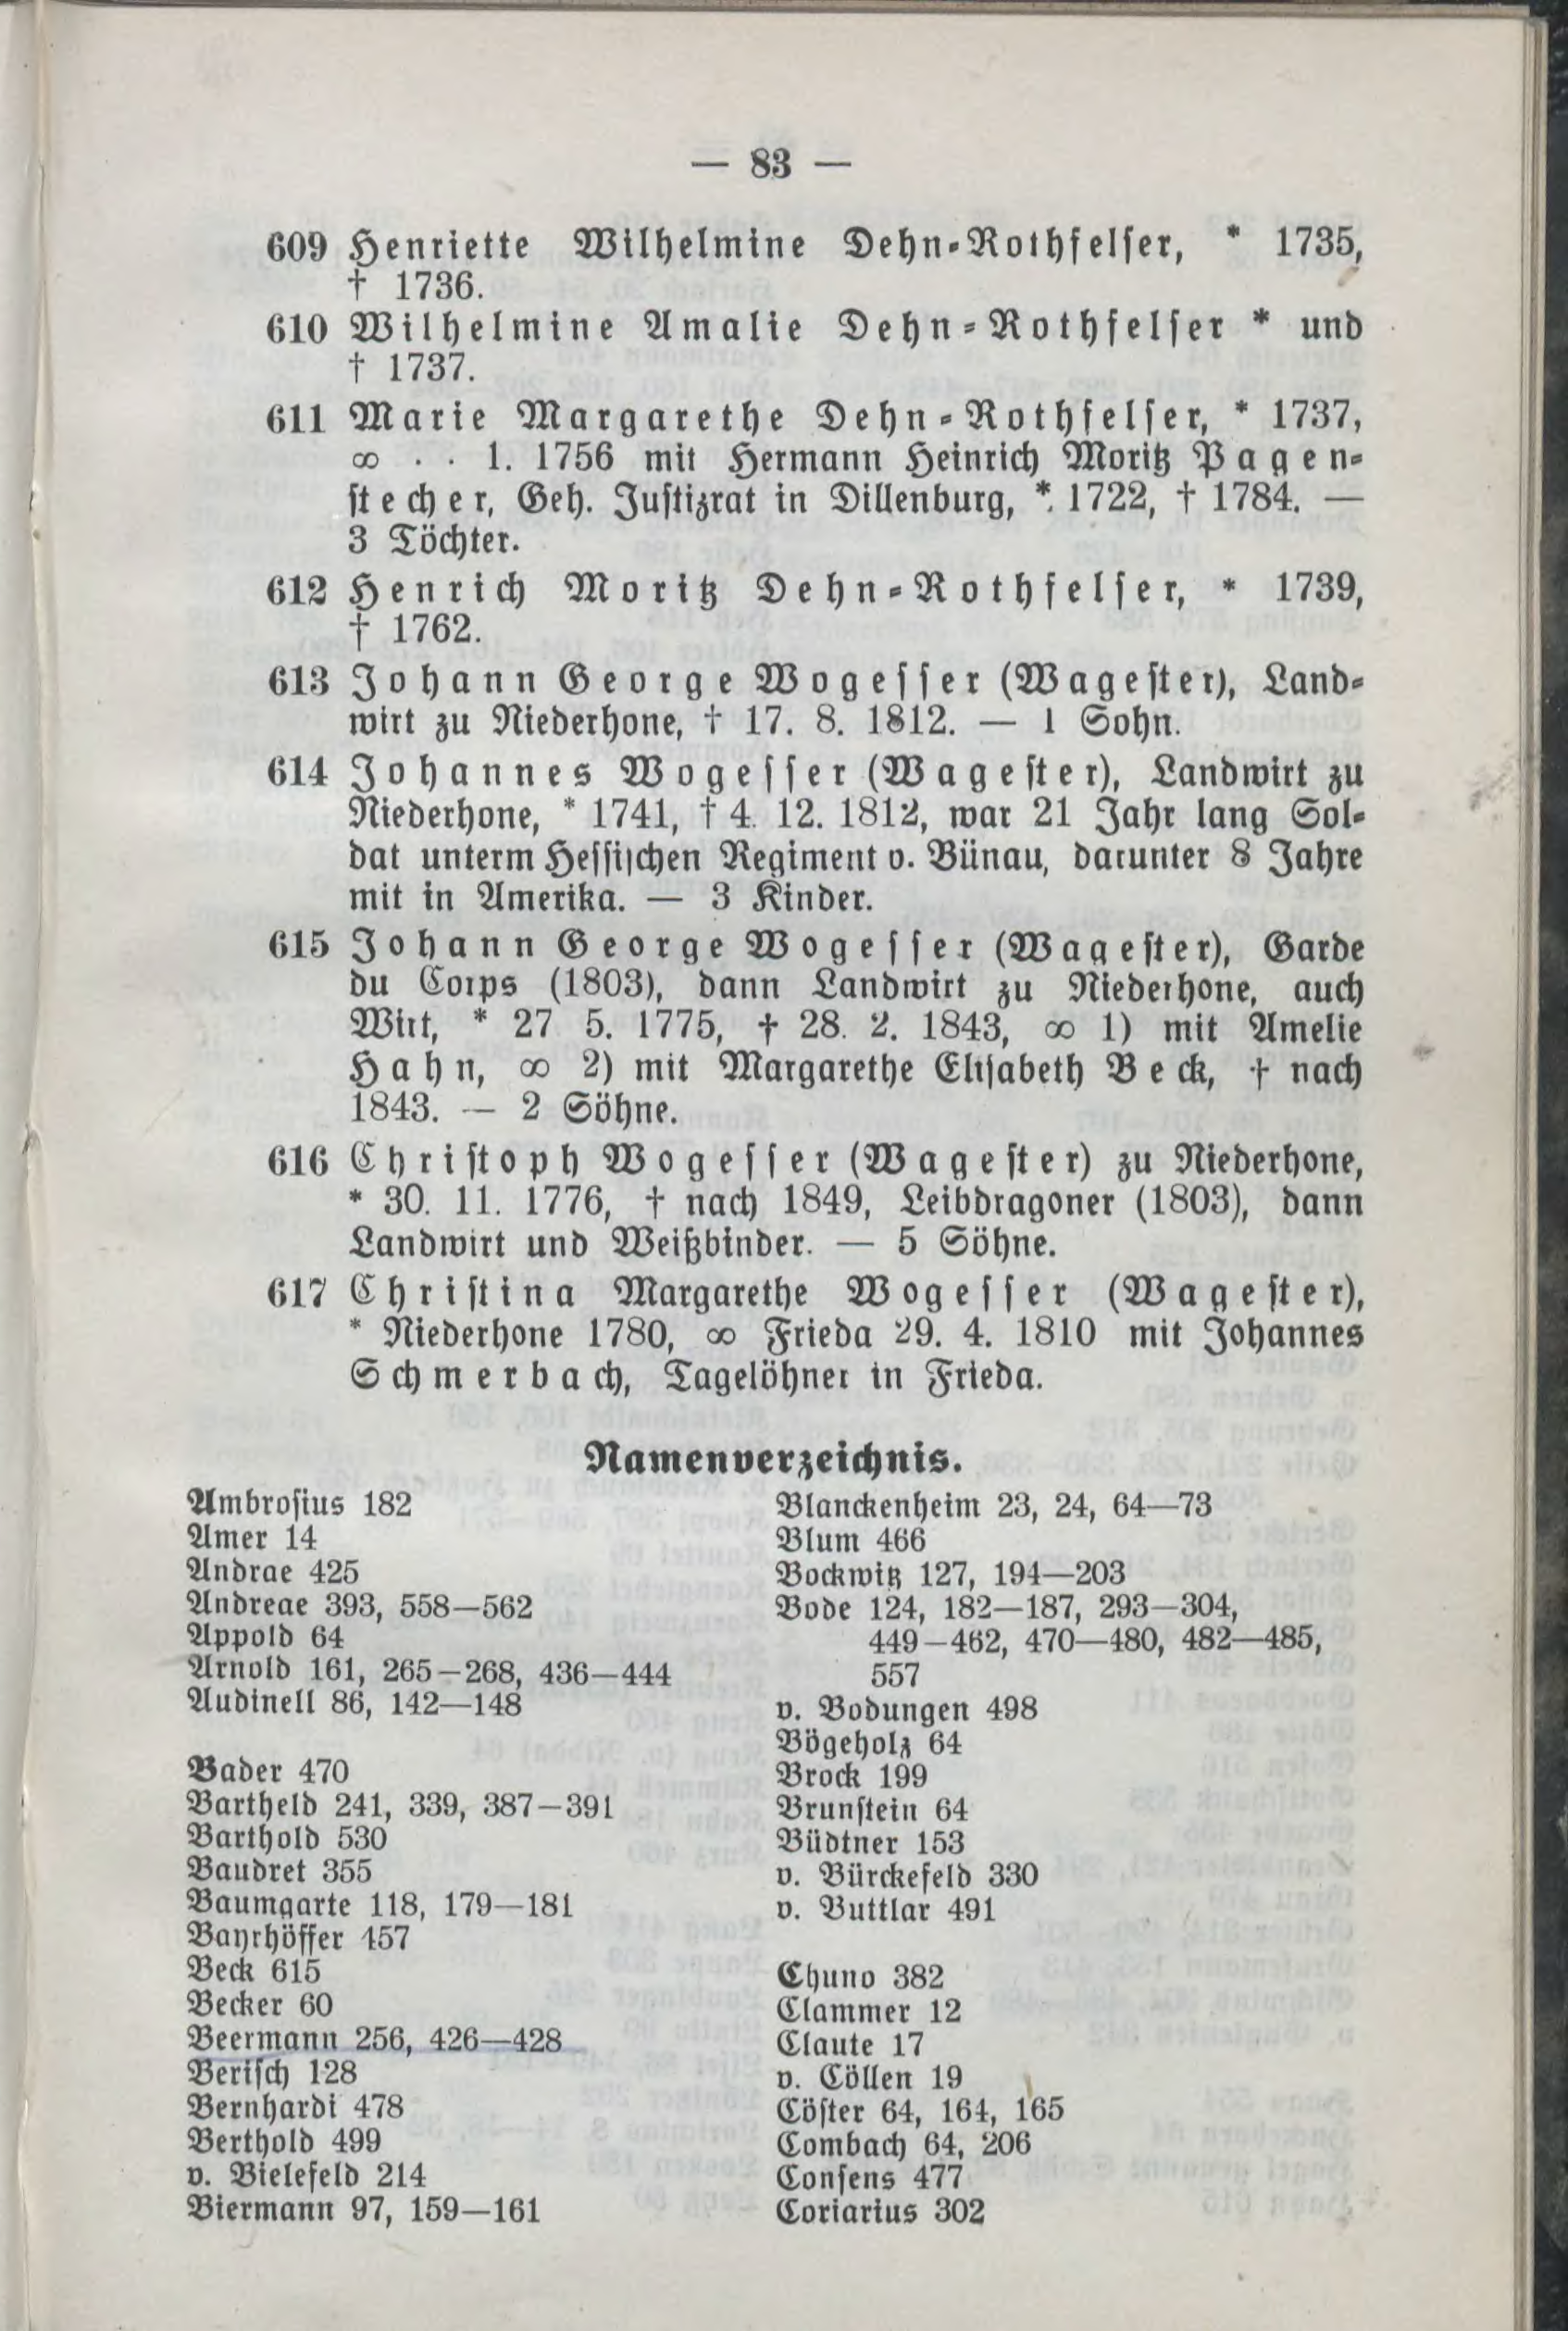 — 83 —
609 Henriette Wilhelmine Dehn-Rothfelser, * 1735,
† 1736.
610 Wilhelmine Amalie Dehn-Rothfelser * und
† 1737.
611 Marie Margarethe Dehn-Rothfelser, * 1737,
∞ . . 1. 1756 mit Hermann Heinrich Moritz Pagen-
stecher, Geh. Justizrat in Dillenburg, * 1722, † 1784. —
3 Töchter.
612 Henrich Moritz Dehn-Rothfelser, * 1739,
† 1762.
613 Johann George Wogesser (Wagester), Land-
wirt zu Niederhone, † 17. 8. 1812. — 1 Sohn.
614 Johannes Wogesser (Wagester), Landwirt zu
Niederhone, * 1741, † 4. 12. 1812, war 21 Jahr lang Sol-
dat unterm Hessischen Regiment v. Bünau, darunter 8 Jahre
mit in Amerika. — 3 Kinder.
615 Johann George Wogesser (Wagester), Garde
du Corps (1803), dann Landwirt zu Niederhone, auch
Wirt, * 27 5. 1775, † 28. 2. 1843, ∞ 1) mit Amelie
Hahn, ∞ 2) mit Margarethe Elisabeth Beck, † nach
1843. — 2 Söhne.
616 Christoph Wogesser (Wagester) zu Niederhone,
* 30. 11. 1776, † nach 1849, Leibdragoner (1803), dann
Landwirt und Weißbinder. — 5 Söhne.
617 Christina Margarethe Wogesser (Wagester),
* Niederhone 1780, ∞ Frieda 29. 4. 1810 mit Johannes
Schmerbach, Tagelöhner in Frieda.
Namenverzeichnis.
Ambrosius 182
Amer 14
Andrae 425
Andreae 393, 558—562
Appold 64
Arnold 161, 265—268, 436—444
Audinell 86, 142—148
Bader 470
Bartheld 241, 339, 387—391
Barthold 530
Baudret 355
Baumgarte 118, 179—181
Bayrhöffer 457
Beck 615
Becker 60
Beermann 256, 426—428
Bertsch 128
Bernhardi 478
Berthold 499
v. Bielefeld 214
Biermann 97, 159—161
Blanckenheim 23, 24, 64—73
Blum 466
Bockwitz 127, 194—203
Bode 124, 182—187, 293—304,
449—462, 470—480, 482—485,
557
v. Bodungen 498
Bögeholz 64
Brock 199
Brunstein 64
Büdtner 153
v. Bürckefeld 330
v. Buttlar 491
Chuno 382
Clammer 12
Claute 17
v. Cöllen 19
Cöster 64, 164, 165
Combach 64, 206
Consens 477
Coriarius 302